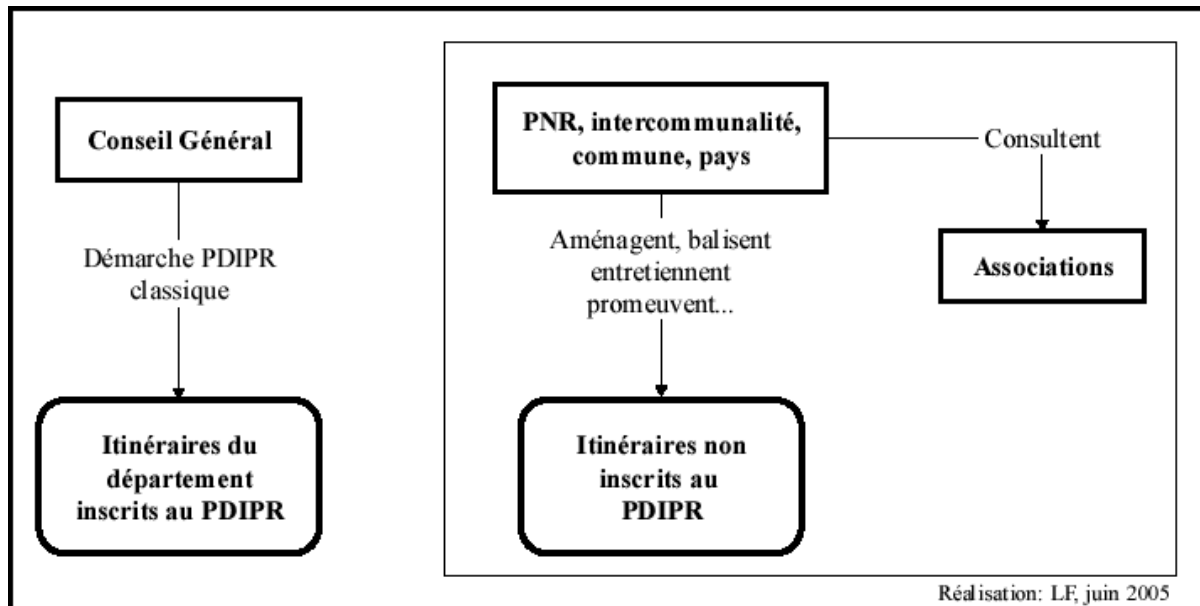 Conseil Général
Démarche PDIPR
classique
Itinéraires du
département
inscrits au PDIPR
PNR, intercommunalité,
commune, pays
Consultent
Aménagent, balisent
entretiennent
promeuvent...
Associations
Itinéraires non
inscrits au
PDIPR
Réalisation: LF, juin 2005